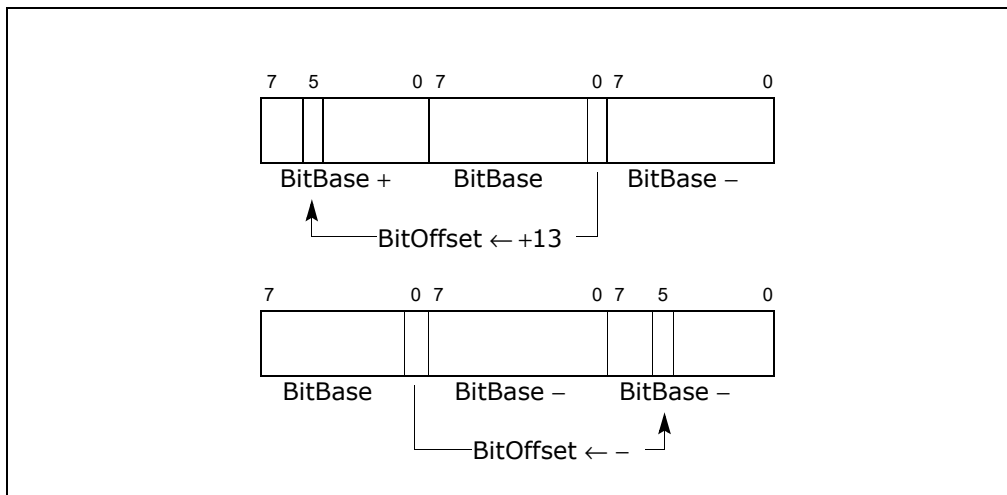 7 5 0 7 0 7 0
BitBase + BitBase BitBase −
BitOffset ← +13
7 0 7 0 7 5 0
BitBase BitBase − BitBase −
BitOffset ← −